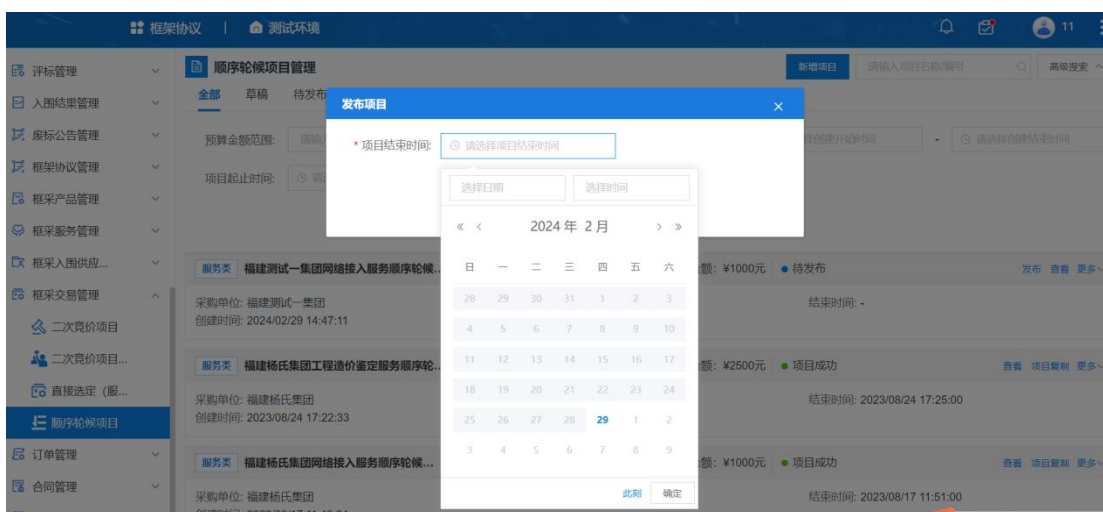 框架协议 | 测试环境 11
评标管理
入围结果管理
废标公告管理
框架协议管理
框采产品管理
框采服务管理
框采入围供应...
框采交易管理
二次竞价项目
二次竞价项目...
直接选定（服...
顺序轮候项目
订单管理
合同管理
顺序轮候项目管理 新增项目 请输入项目名称/编号 高级搜索
全部 草稿 待发布
预算金额范围: 请输入 创建开始时间 - 请选择创建结束时间
项目起止时间:
发布项目 ×
* 项目结束时间: 请选择项目结束时间
选择日期 选择时间
« ‹ 2024 年 2 月 › »
日 一 二 三 四 五 六
28 29 30 31 1 2 3
4 5 6 7 8 9 10
11 12 13 14 15 16 17
18 19 20 21 22 23 24
25 26 27 28 29 1 2
3 4 5 6 7 8 9
此刻 确定
服务类 福建测试一集团网络接入服务顺序轮候... 额: ¥1000元 待发布 发布 查看 更多
采购单位: 福建测试一集团 结束时间: -
创建时间: 2024/02/29 14:47:11
服务类 福建杨氏集团工程造价鉴定服务顺序轮... 额: ¥2500元 项目成功 查看 项目复制 更多
采购单位: 福建杨氏集团 结束时间: 2023/08/24 17:25:00
创建时间: 2023/08/24 17:22:33
服务类 福建杨氏集团网络接入服务顺序轮候... 额: ¥1000元 项目成功 查看 项目复制 更多
采购单位: 福建杨氏集团 结束时间: 2023/08/17 11:51:00